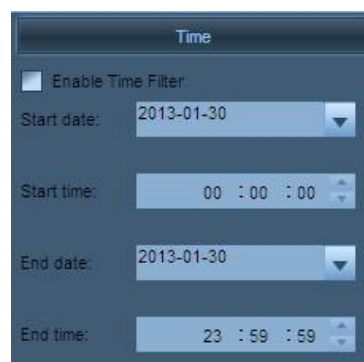 Time
Enable Time Filter
Start date: 2013-01-30
Start time: 00 : 00 : 00
End date: 2013-01-30
End time: 23 : 59 : 59